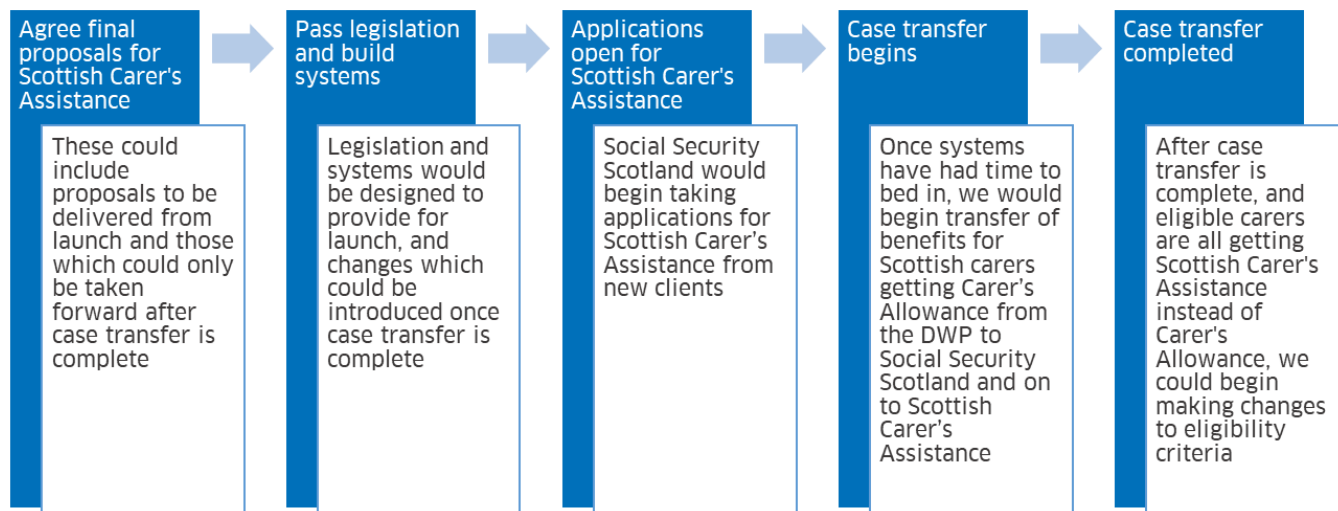 Agree final
proposals for
Scottish Carer's
Assistance
These could
include
proposals to be
delivered from
launch and those
which could only
be taken
forward after
case transfer is
complete
Pass legislation
and build
systems
Legislation and
systems would
be designed to
provide for
launch, and
changes which
could be
introduced once
case transfer is
complete
Applications
open for
Scottish Carer's
Assistance
Social Security
Scotland would
begin taking
applications for
Scottish Carer’s
Assistance from
new clients
Case transfer
begins
Once systems
have had time to
bed in, we would
begin transfer of
benefits for
Scottish carers
getting Carer’s
Allowance from
the DWP to
Social Security
Scotland and on
to Scottish
Carer’s
Assistance
Case transfer
completed
After case
transfer is
complete, and
eligible carers
are all getting
Scottish Carer's
Assistance
instead of
Carer's
Allowance, we
could begin
making changes
to eligibility
criteria